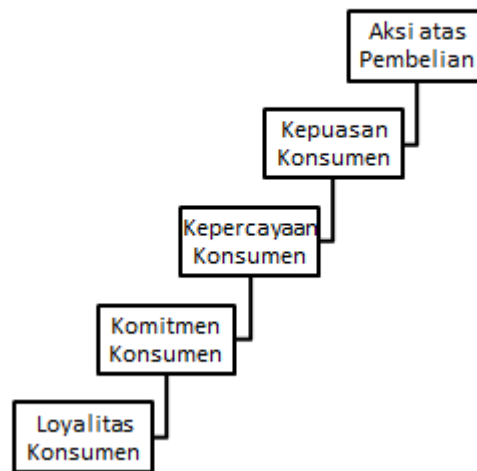 Aksi atas
Pembelian
Kepuasan
Konsumen
Kepercayaan
Konsumen
Komitmen
Konsumen
Loyalitas
Konsumen